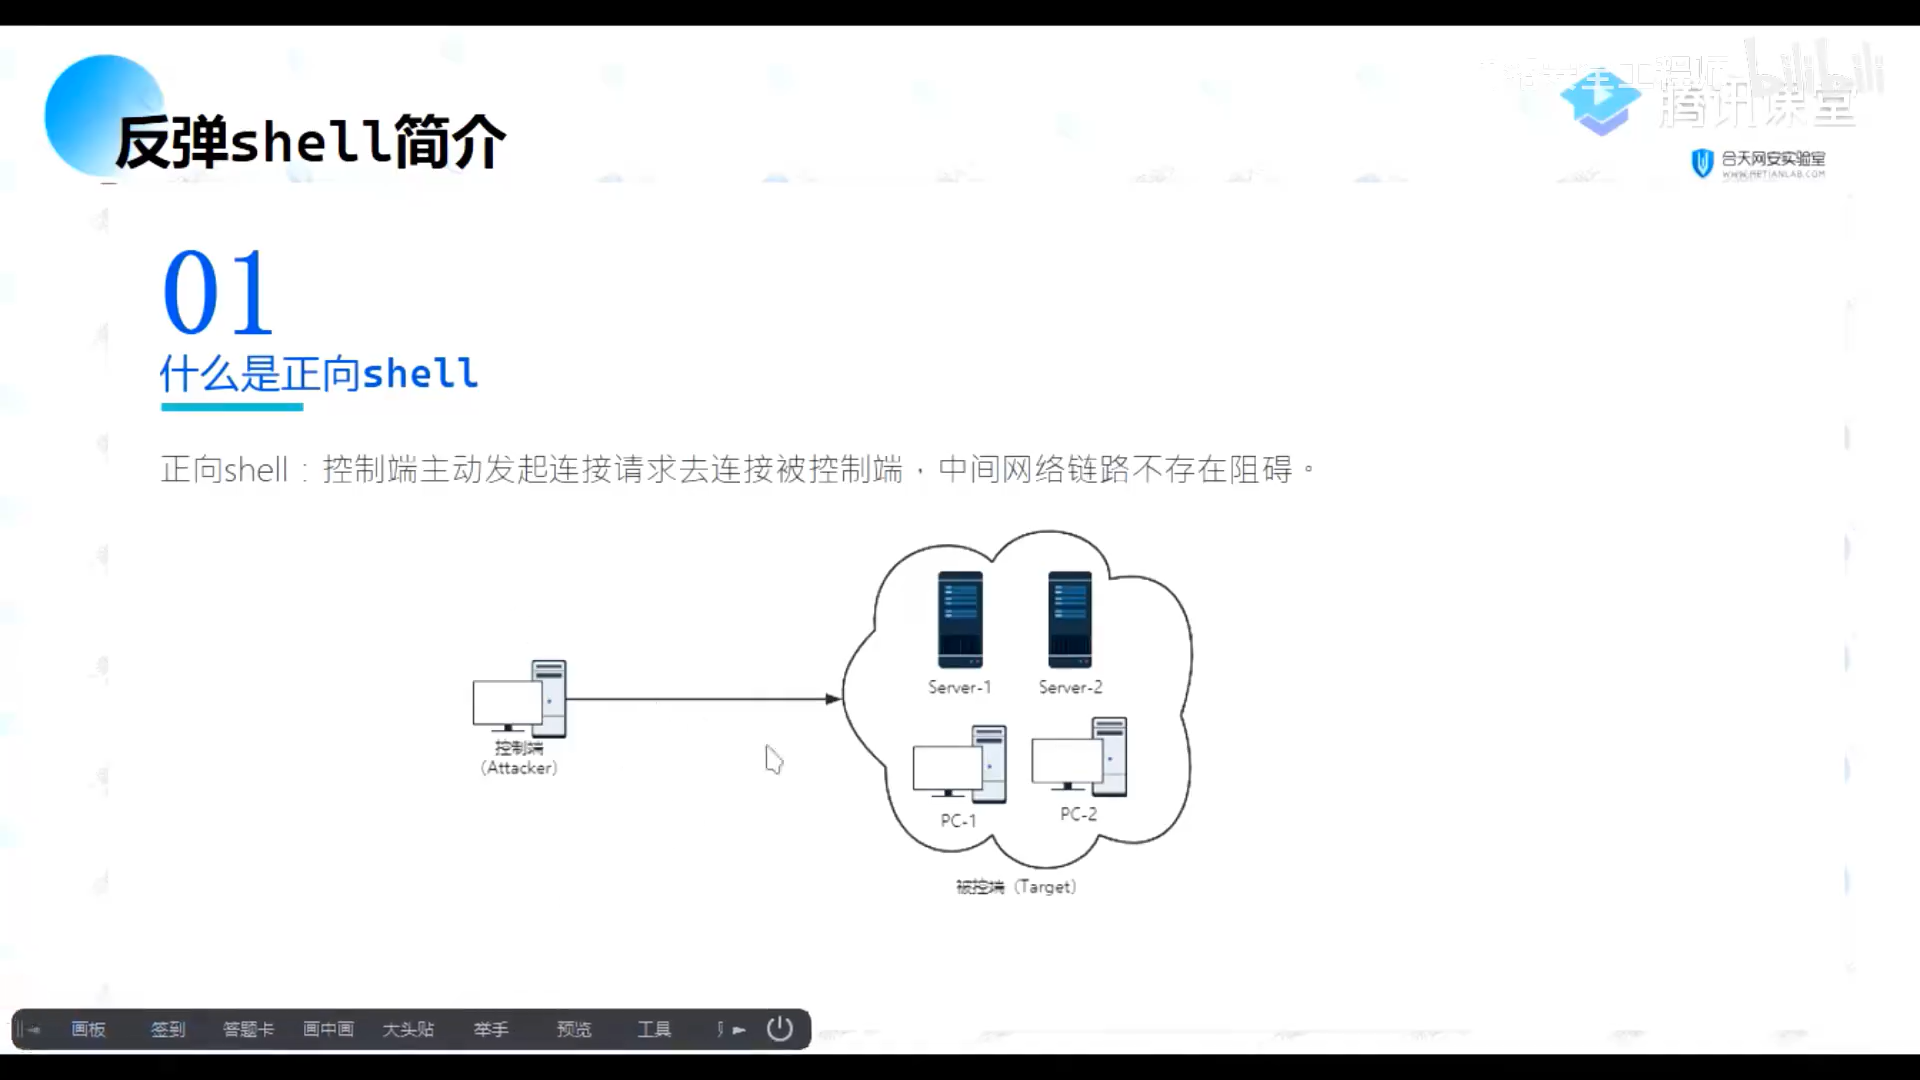 工程师
bilibili
腾讯课堂
反弹shell简介
合天网安实验室
WWW.HETIANLAB.COM
01
什么是正向shell
正向shell：控制端主动发起连接请求去连接被控制端，中间网络链路不存在阻碍。
Server-1
Server-2
控制端
（Attacker）
PC-1
PC-2
被控端（Target）
画板
签到
答题卡
画中画
大头贴
举手
预览
工具